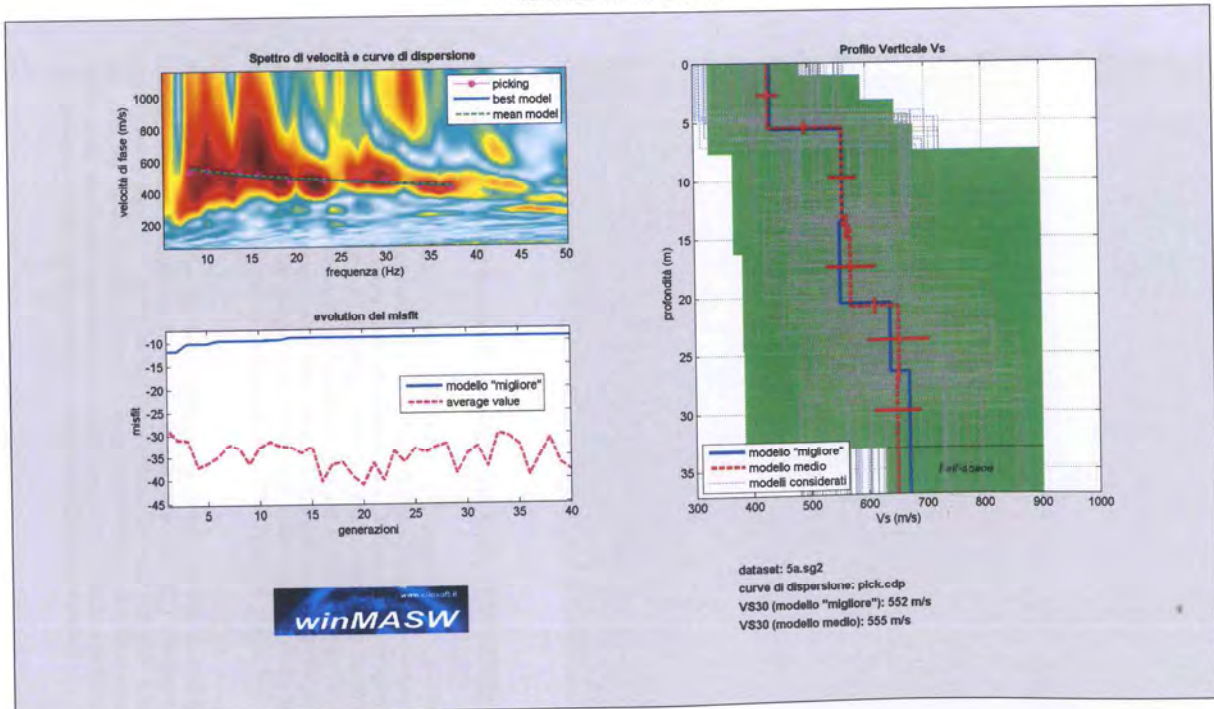 Spettro di velocità e curve di dispersione
velocità di fase (m/s)
1000
800
600
400
200
picking
best model
mean model
10 15 20 25 30 35 40 45 50
frequenza (Hz)
evolution del misfit
misfit
-10
-15
-20
-25
-30
-35
-40
-45
modello "migliore"
average value
5 10 15 20 25 30 35 40
generazioni
winMASW
Profilo Verticale Vs
profondità (m)
0
5
10
15
20
25
30
35
modello "migliore"
modello medio
modelli considerati
half-space
300 400 500 600 700 800 900 1000
Vs (m/s)
dataset: 5a.sg2
curve di dispersione: pick.cdp
VS30 (modello "migliore"): 552 m/s
VS30 (modello medio): 555 m/s